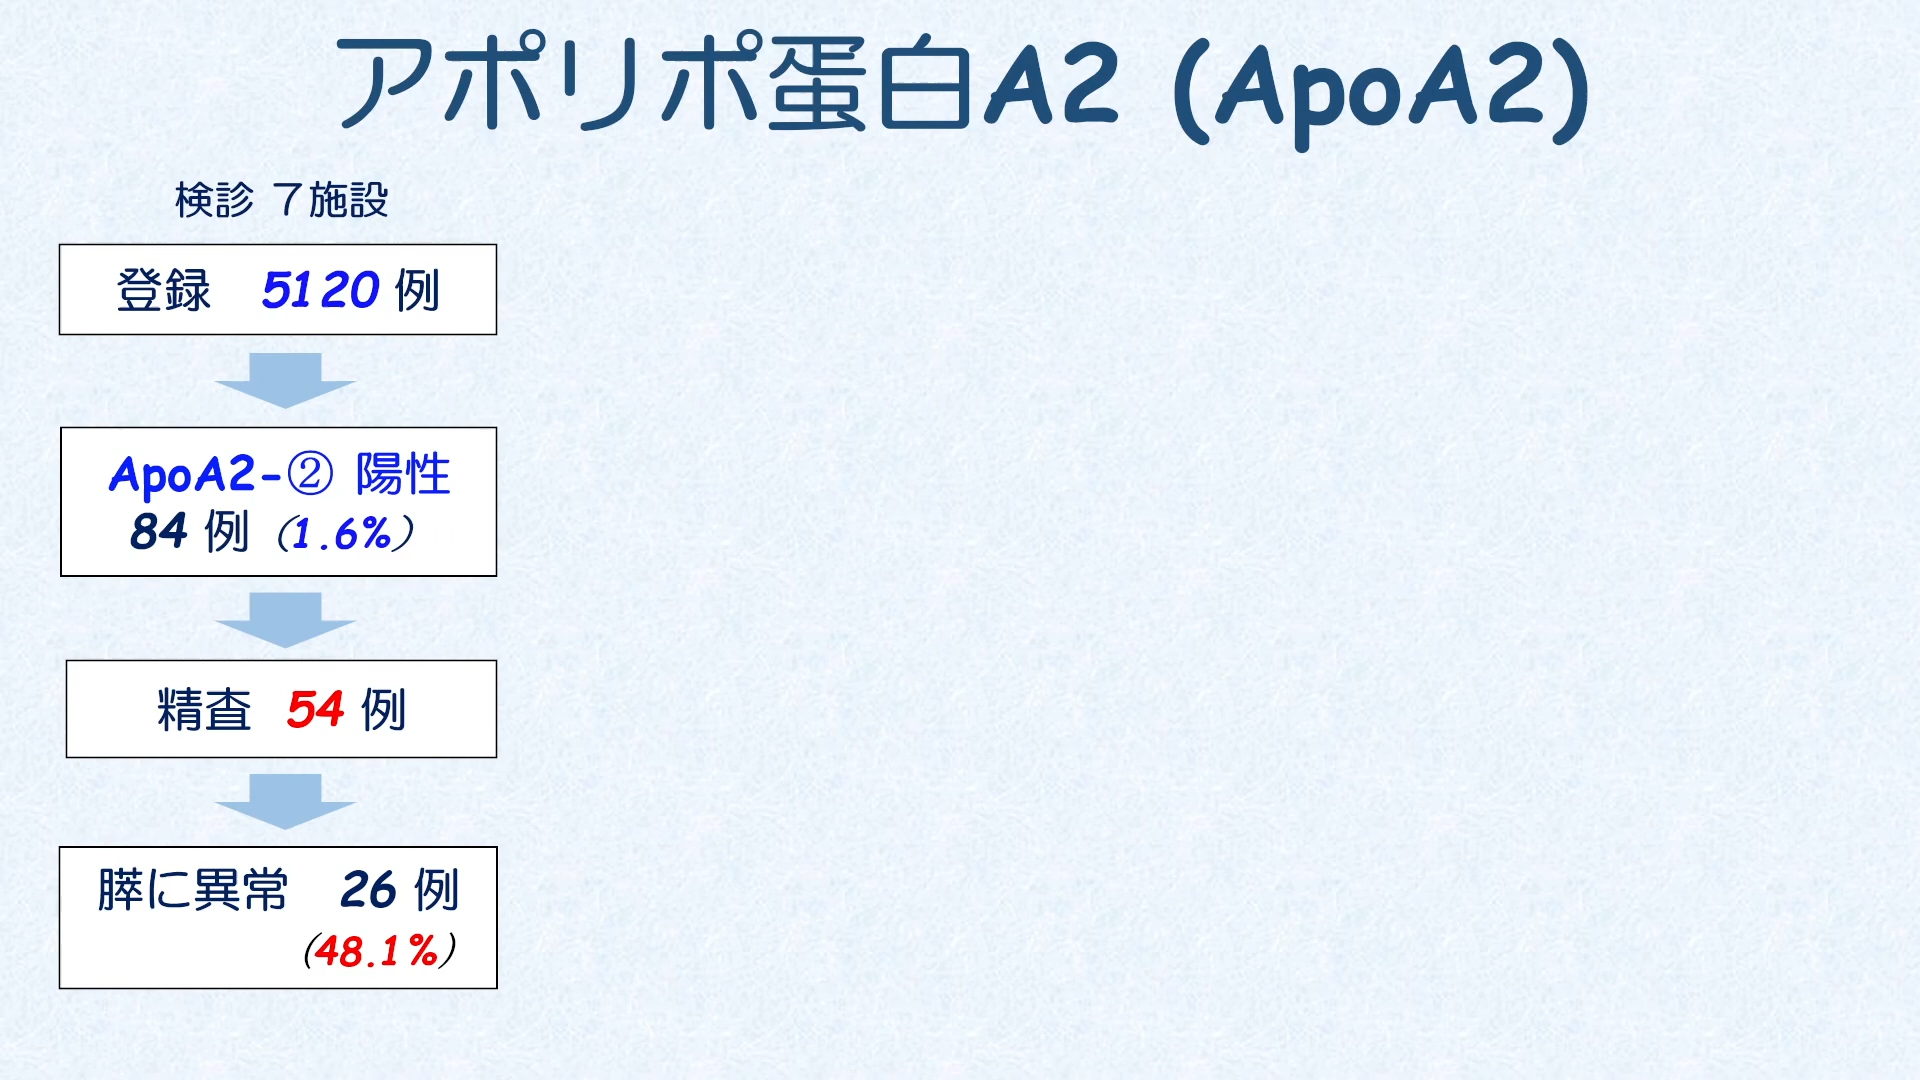 アポリポ蛋白A2 (ApoA2)
検診 7施設
登録 5120 例
ApoA2-② 陽性
84 例 (1.6%)
精査 54 例
膵に異常 26 例
(48.1%)